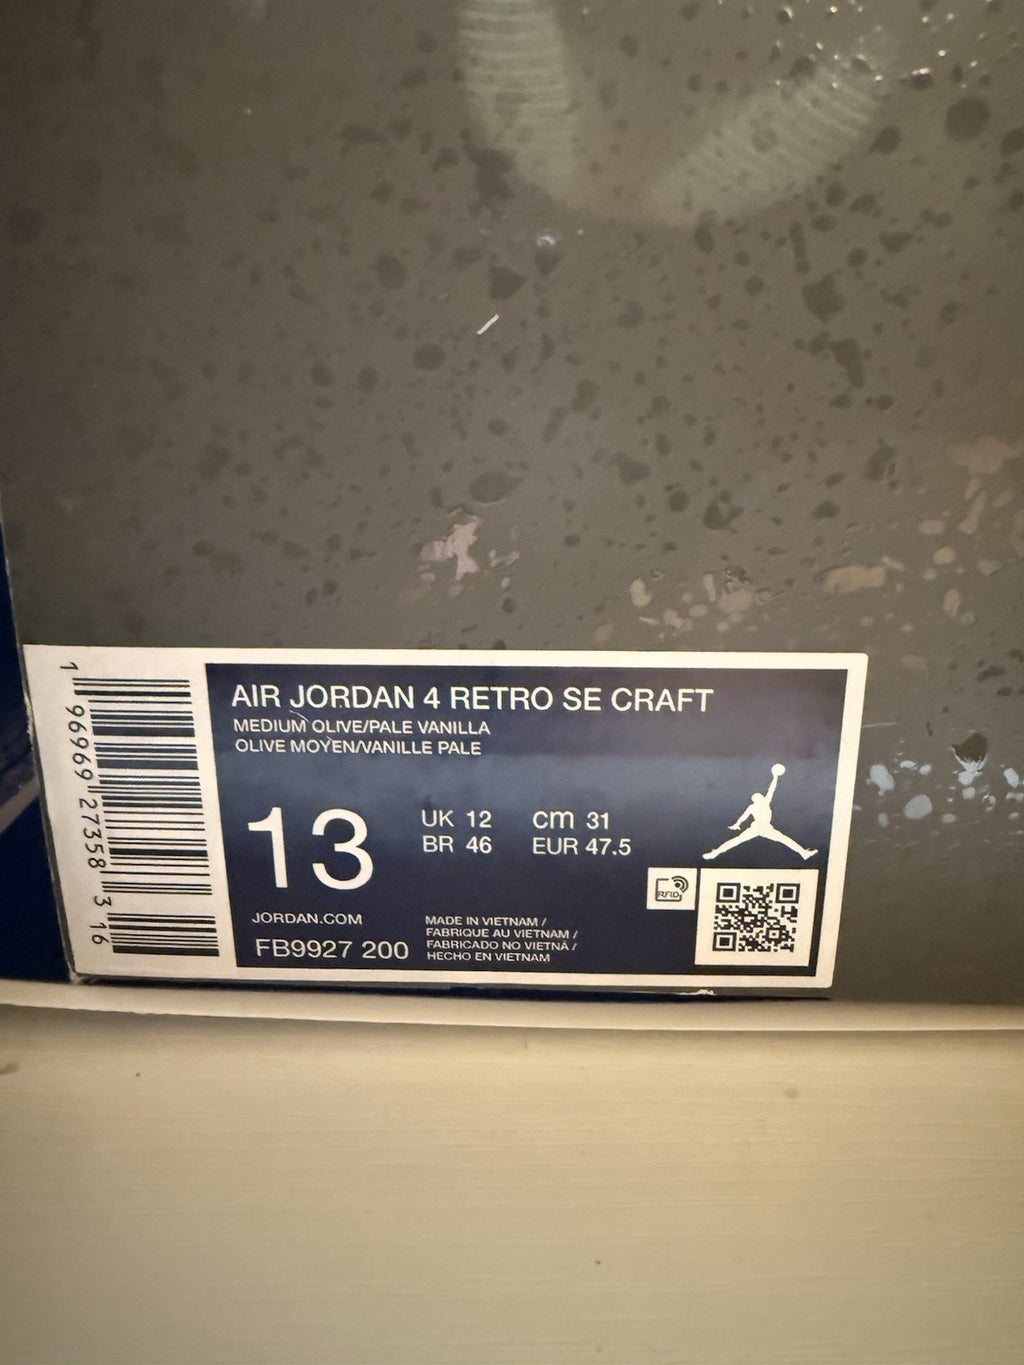 AIR JORDAN 4 RETRO SE CRAFT
MEDIUM OLIVE/PALE VANILLA
OLIVE MOYEN/VANILLE PALE
13
UK 12 cm 31
BR 46 EUR 47.5
RFID
JORDAN.COM
FB9927 200
MADE IN VIETNAM /
FABRIQUE AU VIETNAM /
FABRICADO NO VIETNÃ /
HECHO EN VIETNAM
1 96969 27358 3 16